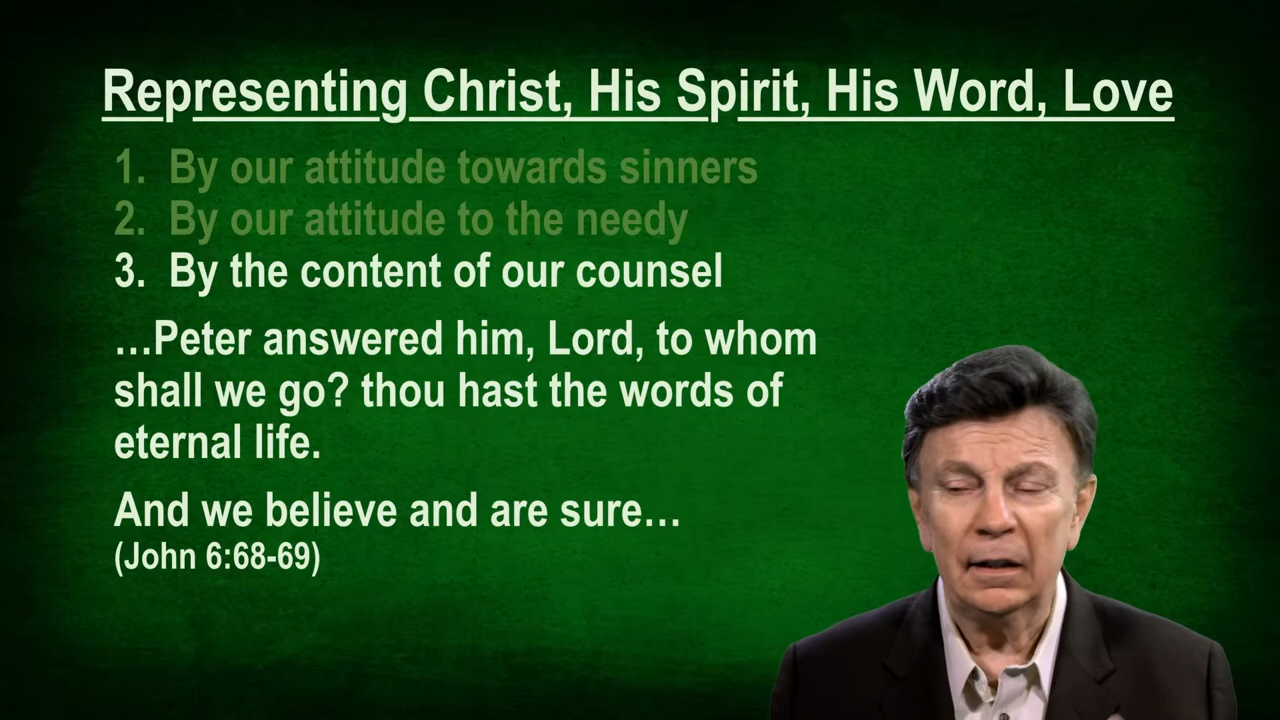 Representing Christ, His Spirit, His Word, Love
1. By our attitude towards sinners
2. By our attitude to the needy
3. By the content of our counsel
…Peter answered him, Lord, to whom
shall we go? thou hast the words of
eternal life.
And we believe and are sure…
(John 6:68-69)